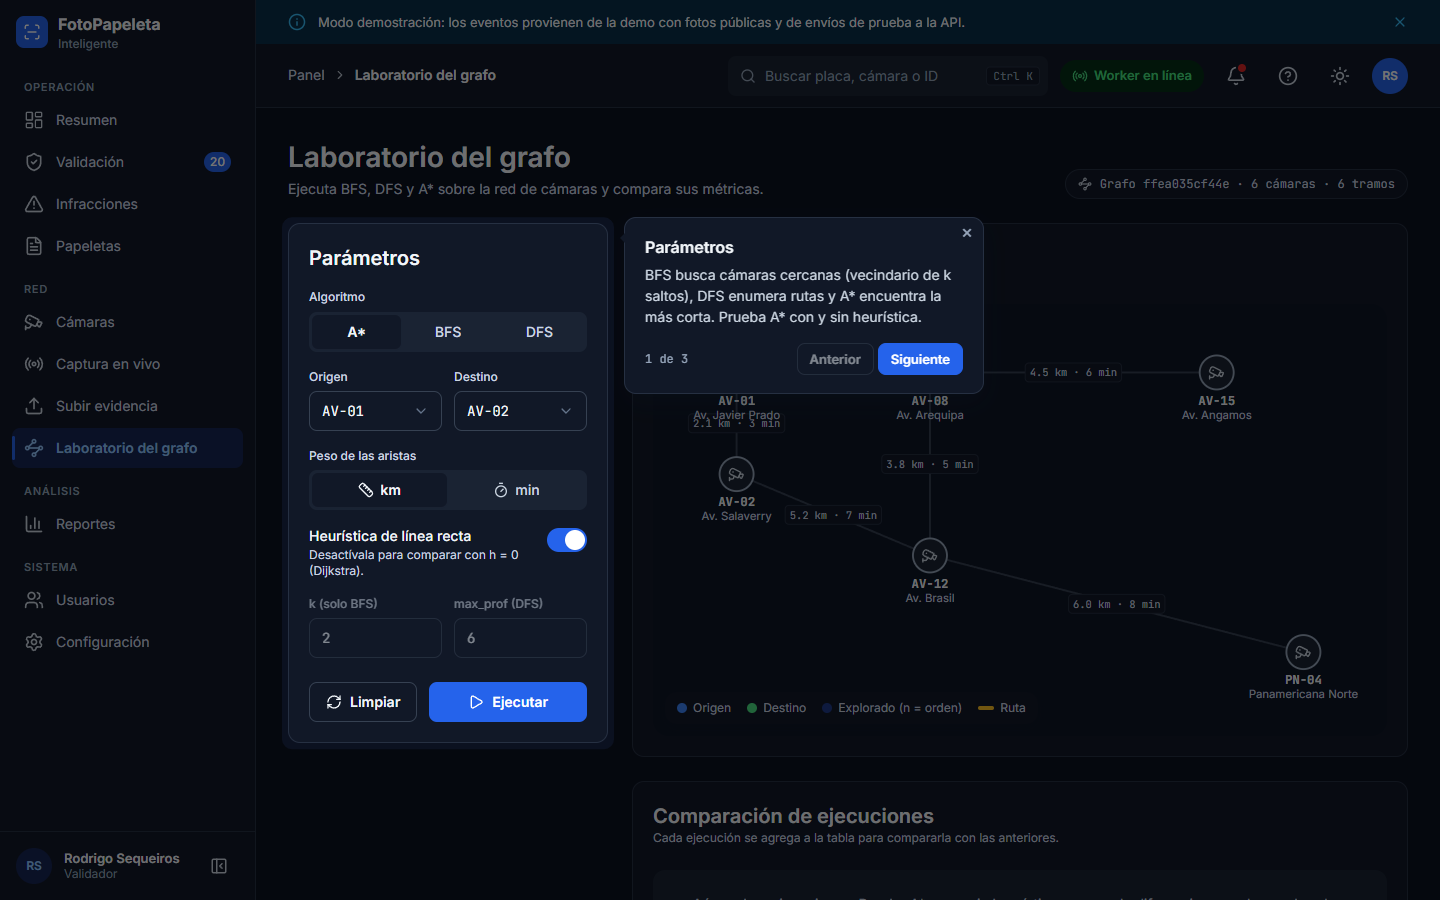 FotoPapeleta
Inteligente
Modo demostración: los eventos provienen de la demo con fotos públicas y de envíos de prueba a la API.
Panel > Laboratorio del grafo
Buscar placa, cámara o ID
Ctrl K
Worker en línea
RS
OPERACIÓN
Resumen
Validación
20
Infracciones
Papeletas
RED
Cámaras
Captura en vivo
Subir evidencia
Laboratorio del grafo
ANÁLISIS
Reportes
SISTEMA
Usuarios
Configuración
RS
Rodrigo Sequeiros
Validador
Laboratorio del grafo
Ejecuta BFS, DFS y A* sobre la red de cámaras y compara sus métricas.
Grafo ffea035cf44e · 6 cámaras · 6 tramos
Parámetros
Algoritmo
A*
BFS
DFS
Origen
Destino
AV-01
AV-02
Peso de las aristas
km
min
Heurística de línea recta
Desactívala para comparar con h = 0
(Dijkstra).
k (solo BFS)
max_prof (DFS)
2
6
Limpiar
Ejecutar
Parámetros
BFS busca cámaras cercanas (vecindario de k
saltos), DFS enumera rutas y A* encuentra la
más corta. Prueba A* con y sin heurística.
1 de 3
Anterior
Siguiente
4.5 km · 6 min
AV-01
Av. Javier Prado
2.1 km · 3 min
AV-08
Av. Arequipa
AV-15
Av. Angamos
3.8 km · 5 min
AV-02
Av. Salaverry
5.2 km · 7 min
AV-12
Av. Brasil
6.0 km · 8 min
PN-04
Panamericana Norte
Origen
Destino
Explorado (n = orden)
Ruta
Comparación de ejecuciones
Cada ejecución se agrega a la tabla para compararla con las anteriores.